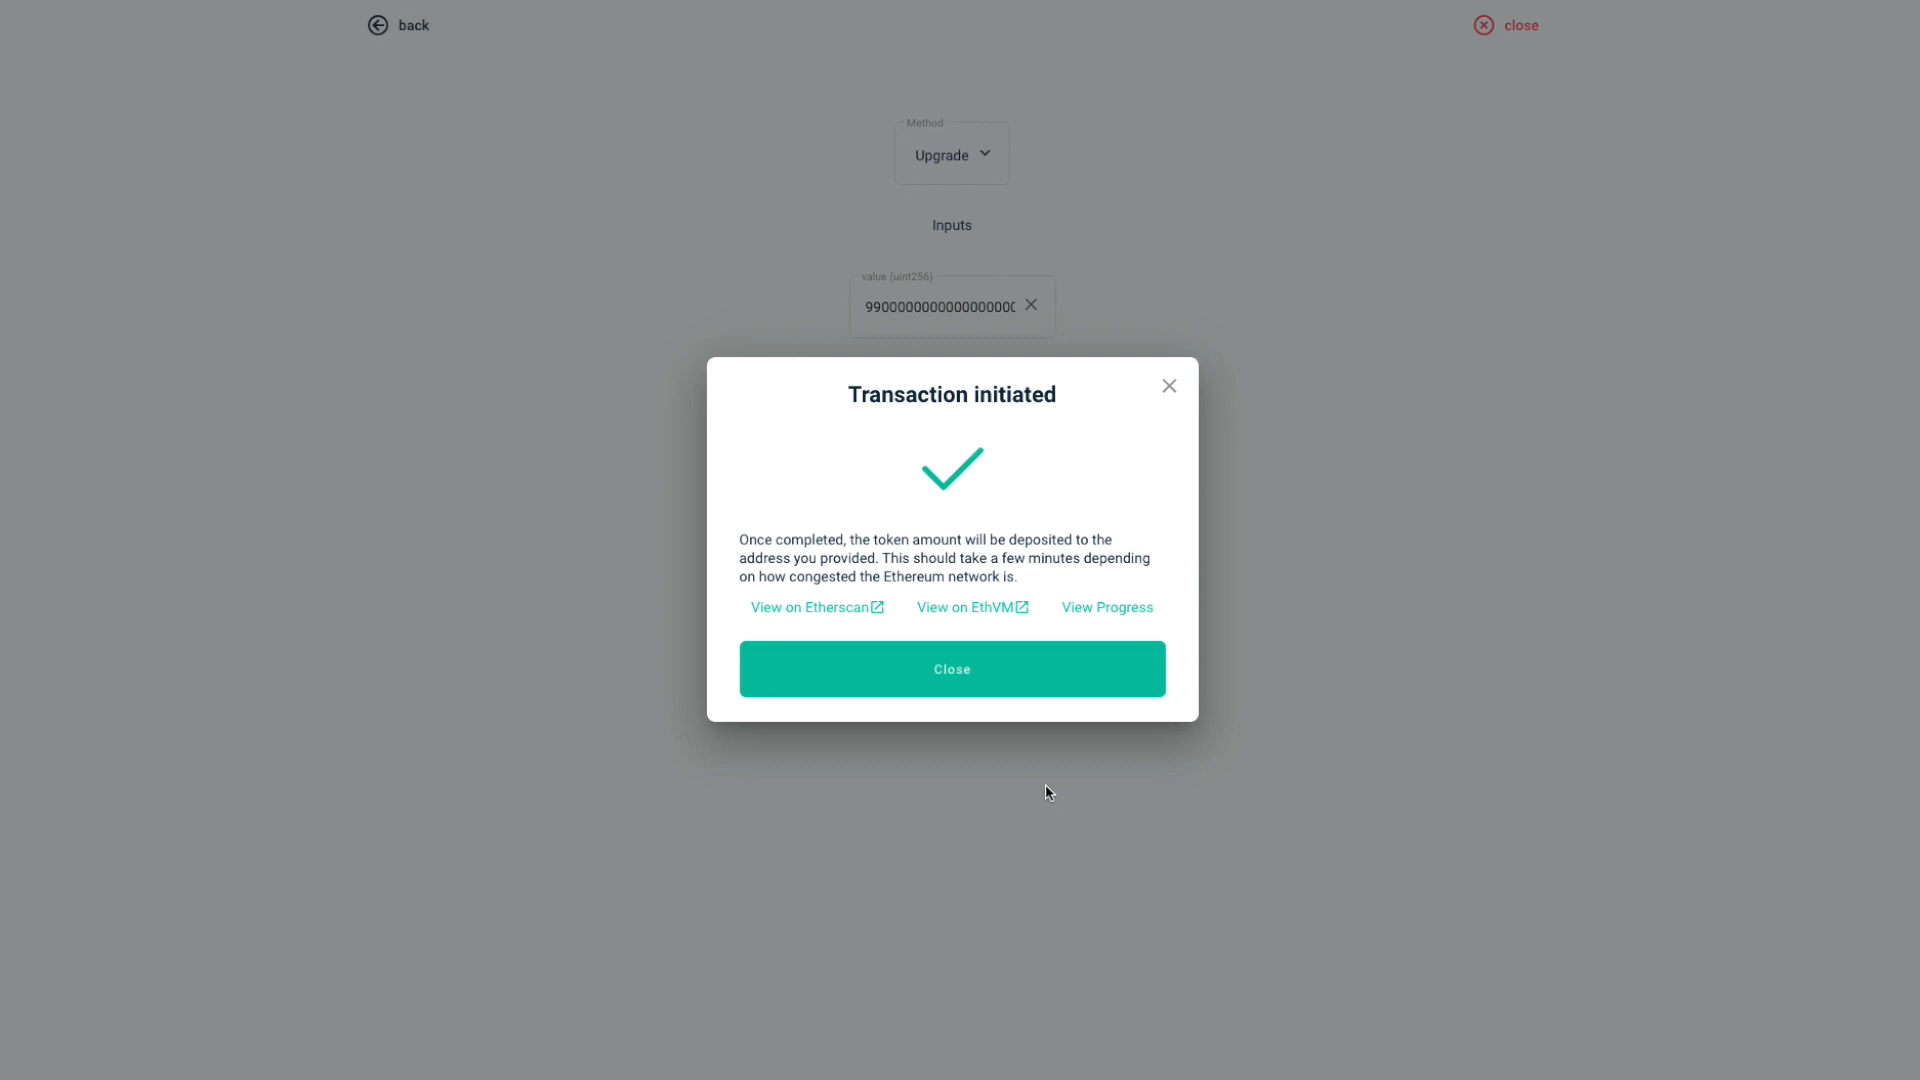 back
close
Method
Upgrade
Inputs
value (uint256)
Transaction initiated
Once completed, the token amount will be deposited to the
address you provided. This should take a few minutes depending
on how congested the Ethereum network is.
View on Etherscan
View on EthVM
View Progress
Close